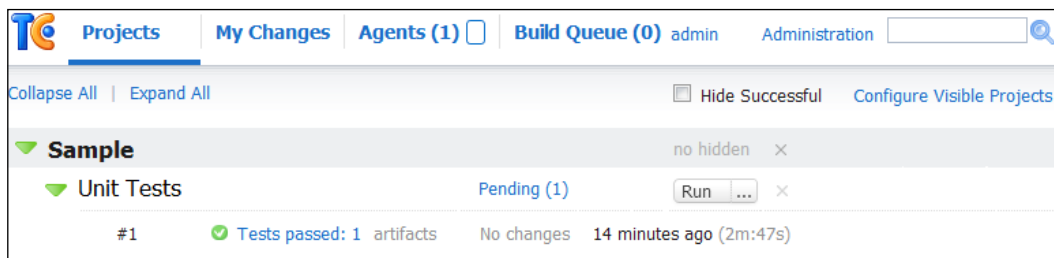 TC Projects My Changes Agents (1) Build Queue (0) admin Administration
Collapse All | Expand All Hide Successful Configure Visible Projects
Sample no hidden ×
Unit Tests Pending (1) Run ... ×
#1 Tests passed: 1 artifacts No changes 14 minutes ago (2m:47s)